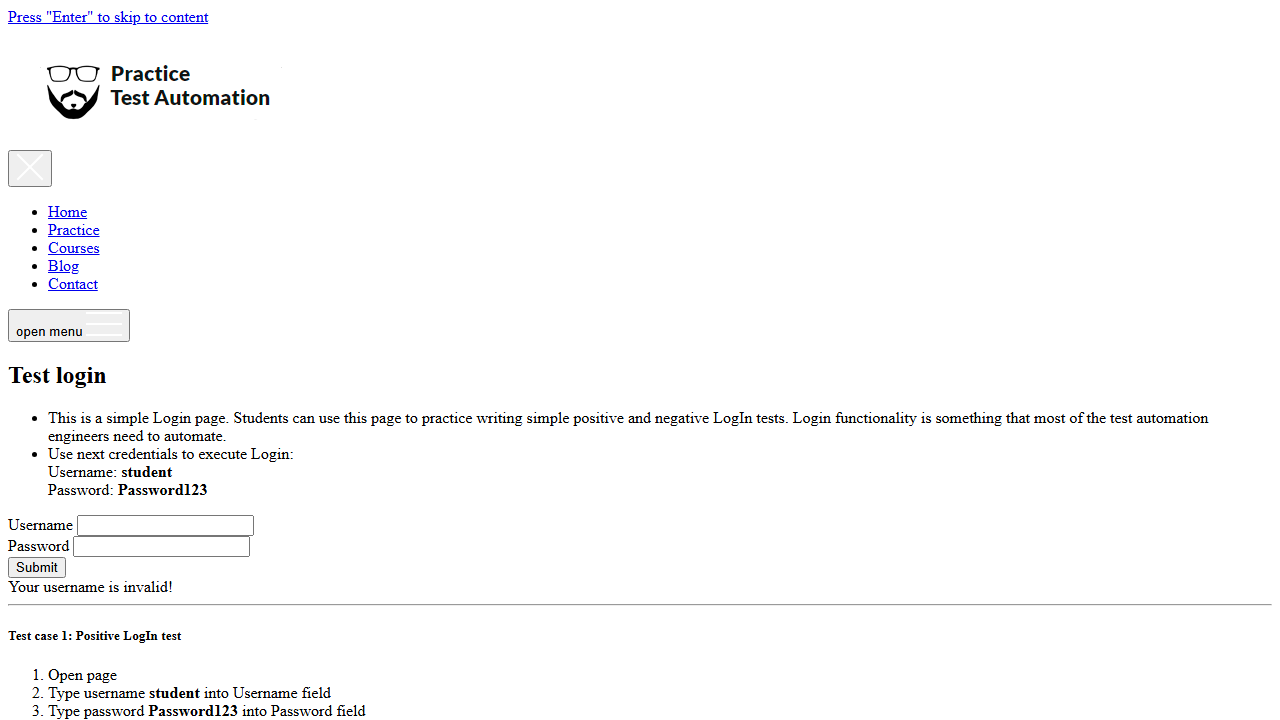 Press "Enter" to skip to content
Practice
Test Automation
Home
Practice
Courses
Blog
Contact
open menu
Test login
This is a simple Login page. Students can use this page to practice writing simple positive and negative LogIn tests. Login functionality is something that most of the test automation
engineers need to automate.
Use next credentials to execute Login:
Username: student
Password: Password123
Username
Password
Submit
Your username is invalid!
Test case 1: Positive LogIn test
1. Open page
2. Type username student into Username field
3. Type password Password123 into Password field